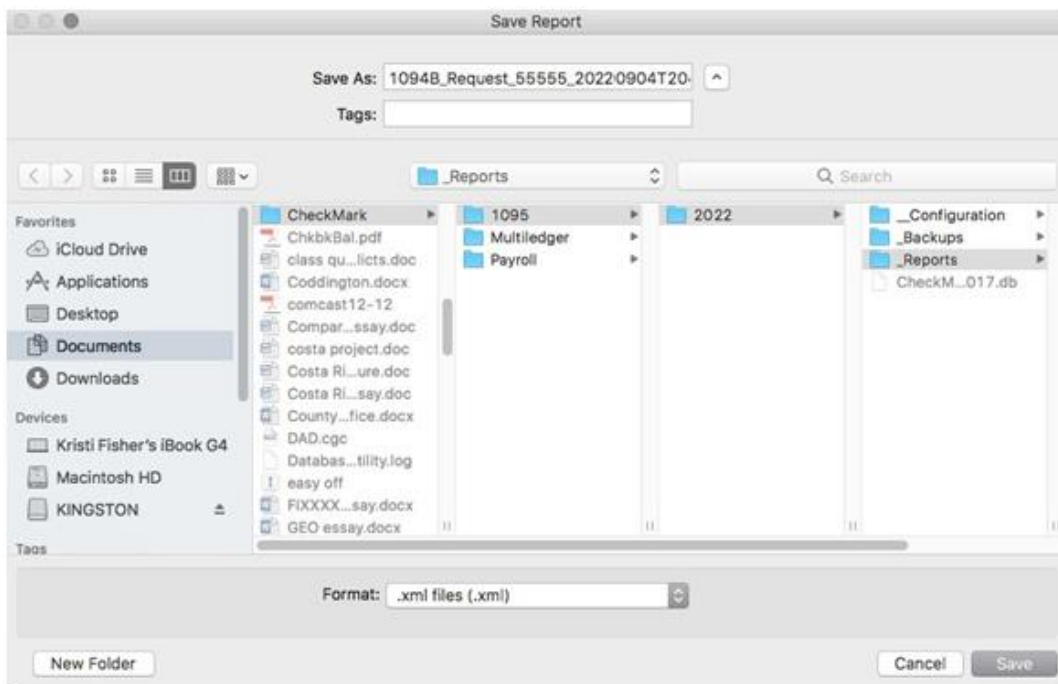 Save Report
Save As: 1094B_Request_55555_20220904T20-
Tags:
_Reports
Search
Favorites
iCloud Drive
Applications
Desktop
Documents
Downloads
Devices
Kristi Fisher's iBook G4
Macintosh HD
KINGSTON
Tags
CheckMark
ChkbkBal.pdf
class qu...licts.doc
Coddington.docx
comcast12-12
Compar...ssay.doc
costa project.doc
Costa Ri...ure.doc
Costa Ri...say.doc
County...fice.docx
DAD.cgc
Databas...tility.log
easy off
FIXXXX...say.docx
GEO essay.docx
1095
Multiledger
Payroll
2022
__Configuration
_Backups
_Reports
CheckM...017.db
Format: .xml files (.xml)
New Folder
Cancel
Save